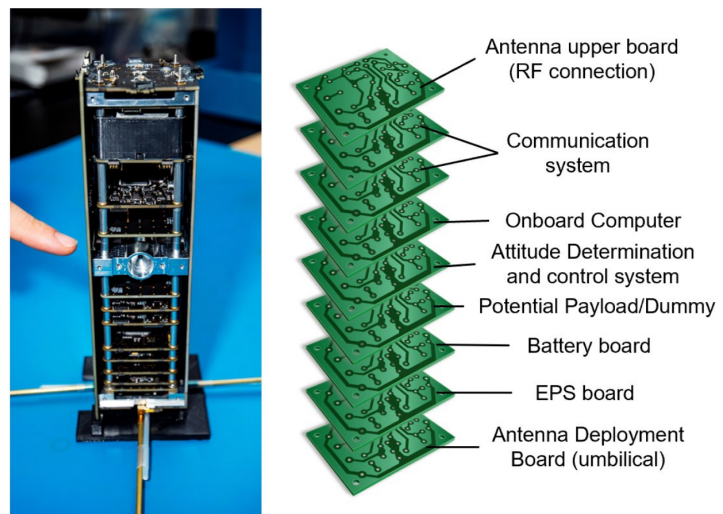 Antenna upper board
(RF connection)
Communication
system
Onboard Computer
Attitude Determination
and control system
Potential Payload/Dummy
Battery board
EPS board
Antenna Deployment
Board (umbilical)